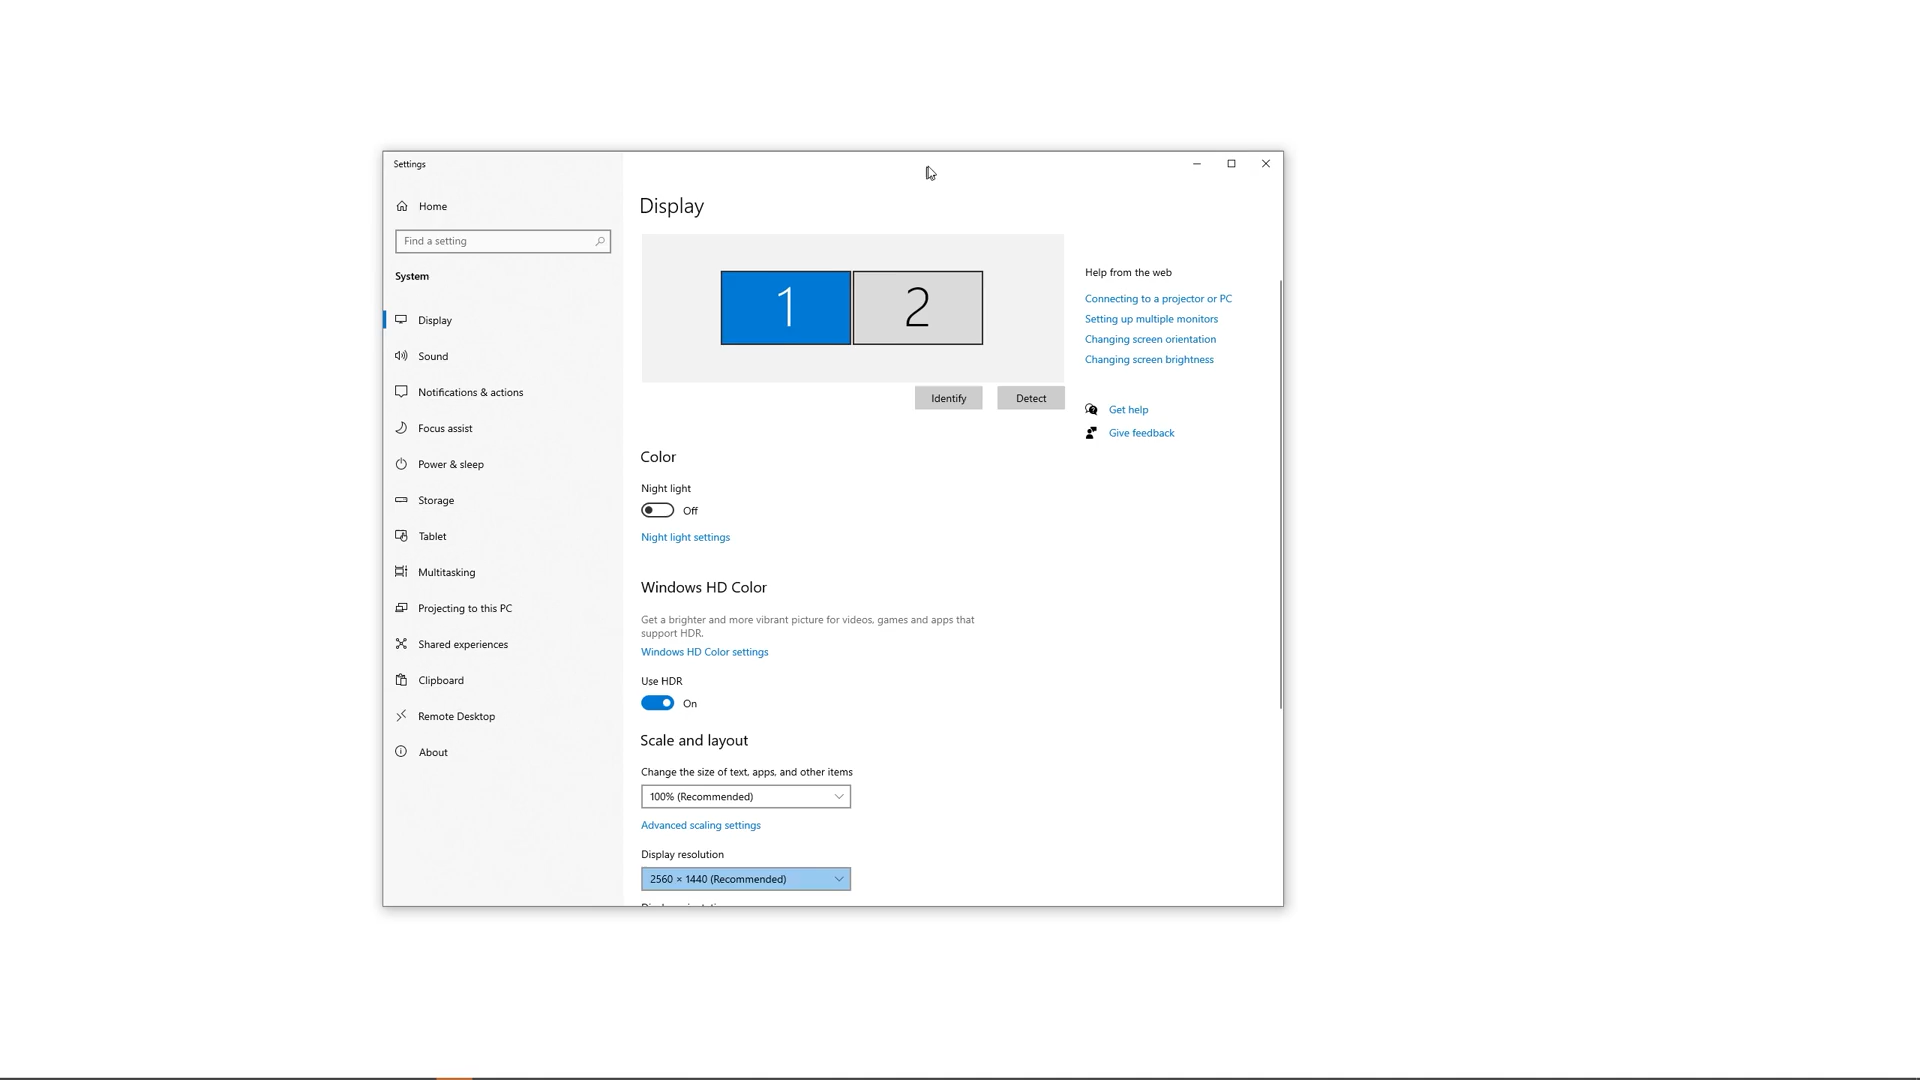 Settings
Home
Find a setting
System
Display
Sound
Notifications & actions
Focus assist
Power & sleep
Storage
Tablet
Multitasking
Projecting to this PC
Shared experiences
Clipboard
Remote Desktop
About
Display
1 2
Identify Detect
Color
Night light
Off
Night light settings
Windows HD Color
Get a brighter and more vibrant picture for videos, games and apps that
support HDR.
Windows HD Color settings
Use HDR
On
Scale and layout
Change the size of text, apps, and other items
100% (Recommended)
Advanced scaling settings
Display resolution
2560 × 1440 (Recommended)
Help from the web
Connecting to a projector or PC
Setting up multiple monitors
Changing screen orientation
Changing screen brightness
Get help
Give feedback